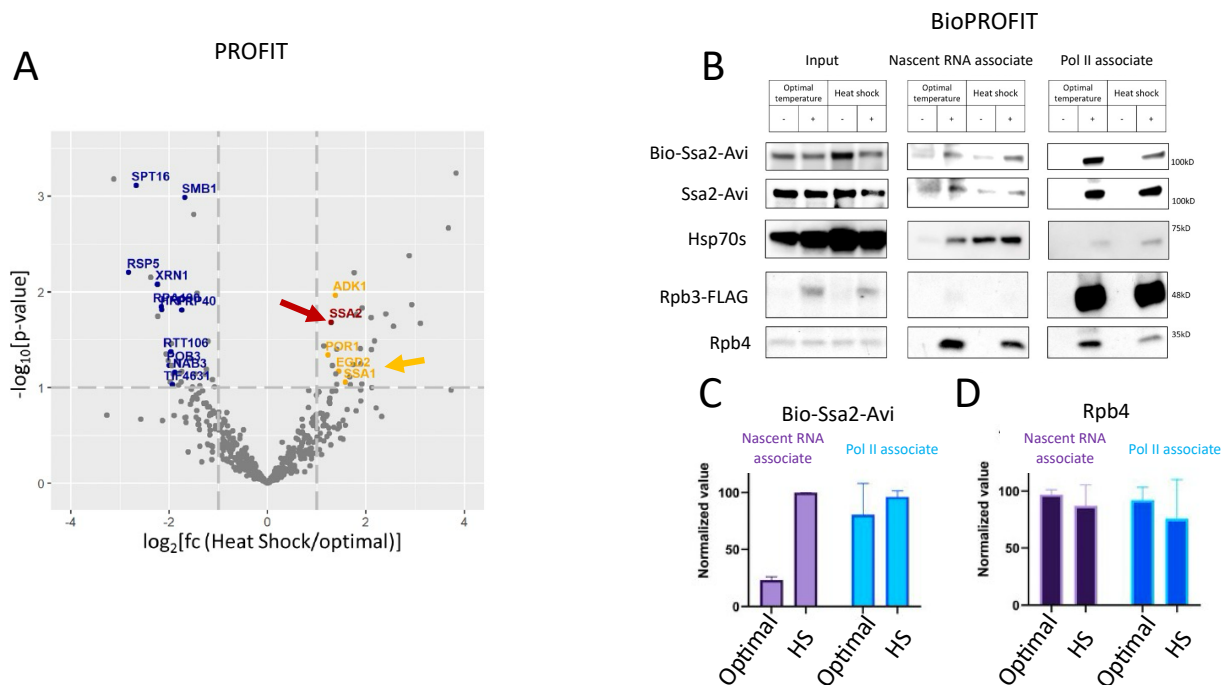 PROFIT
A
SPT16
SMB1
RSP5
XRN1
PRP40
RTT106
POB3
NAB3
TIF4631
ADK1
SSA2
POR1
SSA1
3
2
1
0
-4
-2
0
2
4
-log10[p-value]
log2[fc (Heat Shock/optimal)]
BioPROFIT
B
Input
Nascent RNA associate
Pol II associate
Optimal temperature
Heat shock
Optimal temperature
Heat shock
Optimal temperature
Heat shock
- + - +
- + - +
- + - +
Bio-Ssa2-Avi
100kD
Ssa2-Avi
100kD
Hsp70s
75kD
Rpb3-FLAG
48kD
Rpb4
35kD
C
Bio-Ssa2-Avi
Nascent RNA
associate
Pol II associate
Normalized value
100
50
0
Optimal
HS
Optimal
HS
D
Rpb4
Nascent RNA
associate
Pol II associate
Normalized value
100
50
0
Optimal
HS
Optimal
HS